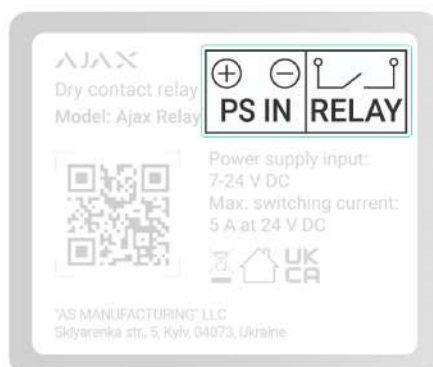 AJAX
Dry contact relay
Model: Ajax Relay
PS IN RELAY
Power supply input:
7-24 V DC
Max. switching current:
5 A at 24 V DC
UK
CA
"AS MANUFACTURING" LLC
Sklyarenka str., 5, Kyiv, 04073, Ukraine